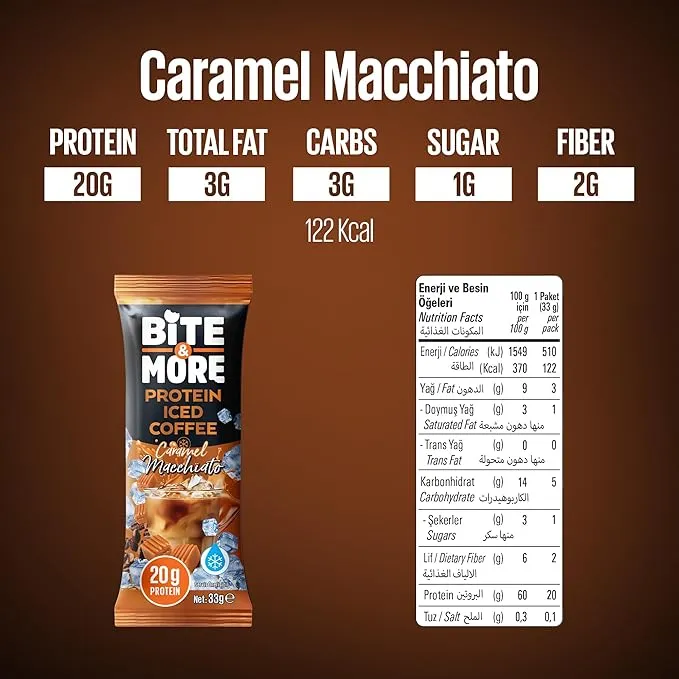 Caramel Macchiato
PROTEIN TOTAL FAT CARBS SUGAR FIBER
20G 3G 3G 1G 2G
122 Kcal
BiTE
&
MORE
PROTEIN
ICED
COFFEE
Caramel
Macchiato
20g
PROTEIN
Net: 33g e
Enerji ve Besin
Öğeleri
Nutrition Facts
المكونات الغذائية
100 g
için
per
100 g
1 Paket
(33 g)
per
pack
Enerji / Calories (kJ) 1549 510
الطاقة (Kcal) 370 122
Yağ / Fat الدهون (g) 9 3
- Doymuş Yağ (g) 3 1
Saturated Fat منها دهون مشبعة
- Trans Yağ (g) 0 0
Trans Fat منها دهون متحولة
Karbonhidrat (g) 14 5
Carbohydrate الكاربوهيدرات
- Şekerler (g) 3 1
Sugars منها سكر
Lif / Dietary Fiber (g) 6 2
الالياف الغذائية
Protein البروتين (g) 60 20
Tuz / Salt الملح (g) 0,3 0,1